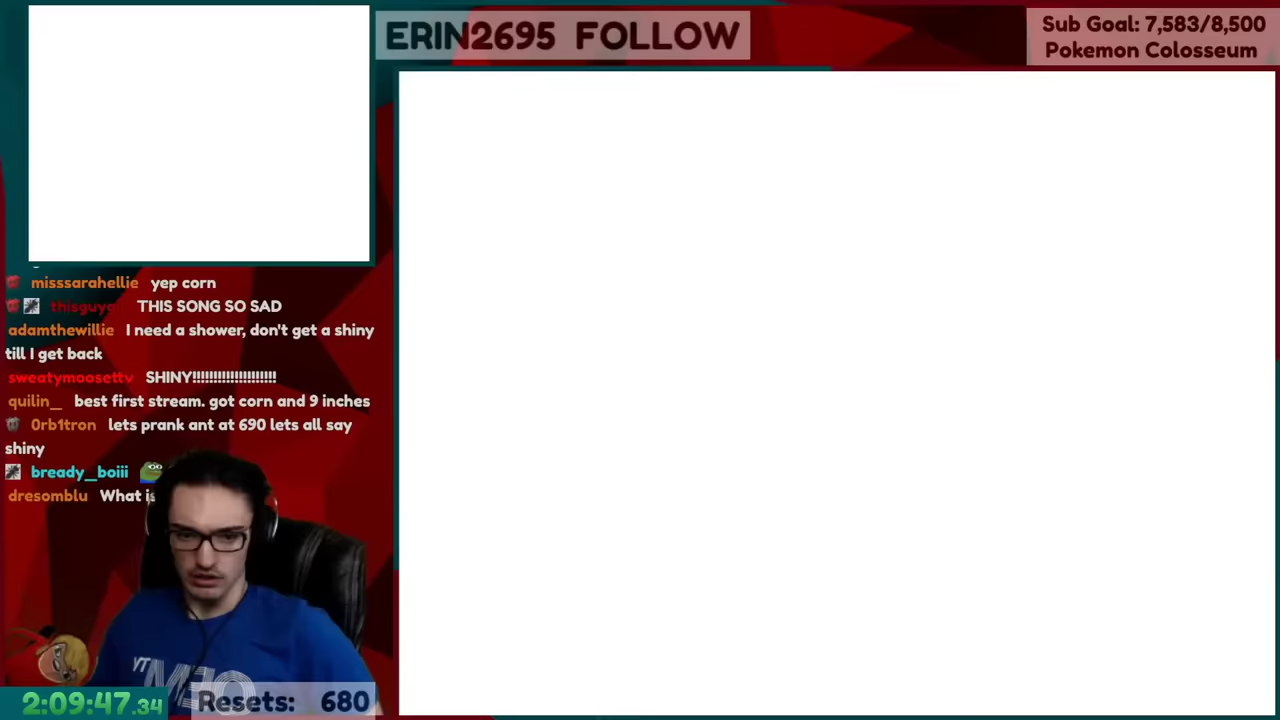 ERIN2695 FOLLOW
Sub Goal: 7,583/8,500
Pokemon Colosseum
misssarahellie yep corn
THIS SONG SO SAD
adamthewillie I need a shower, don't get a shiny
till I get back
sweatymoosettv SHINY!!!!!!!!!!!!!!!!!!!!!
quilin_ best first stream. got corn and 9 inches
0rb1tron lets prank ant at 690 lets all say
shiny
bready__boiii
dresomblu What is
2:09:47.34
Resets: 680